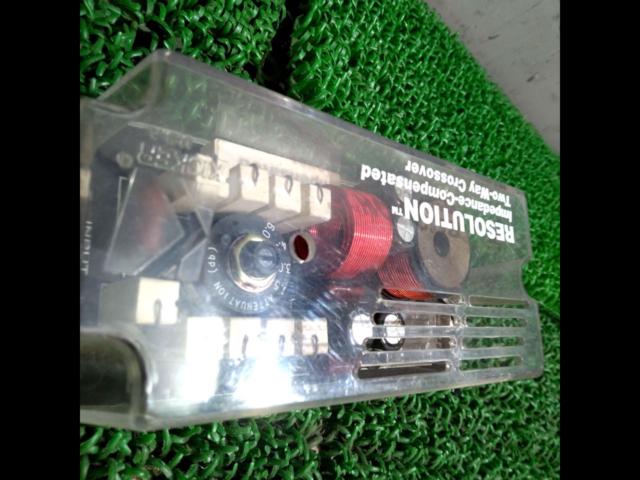 RESOLUTION™
Impedance-Compensated
Two-Way Crossover
INPUT
ATTENUATION
(dB)